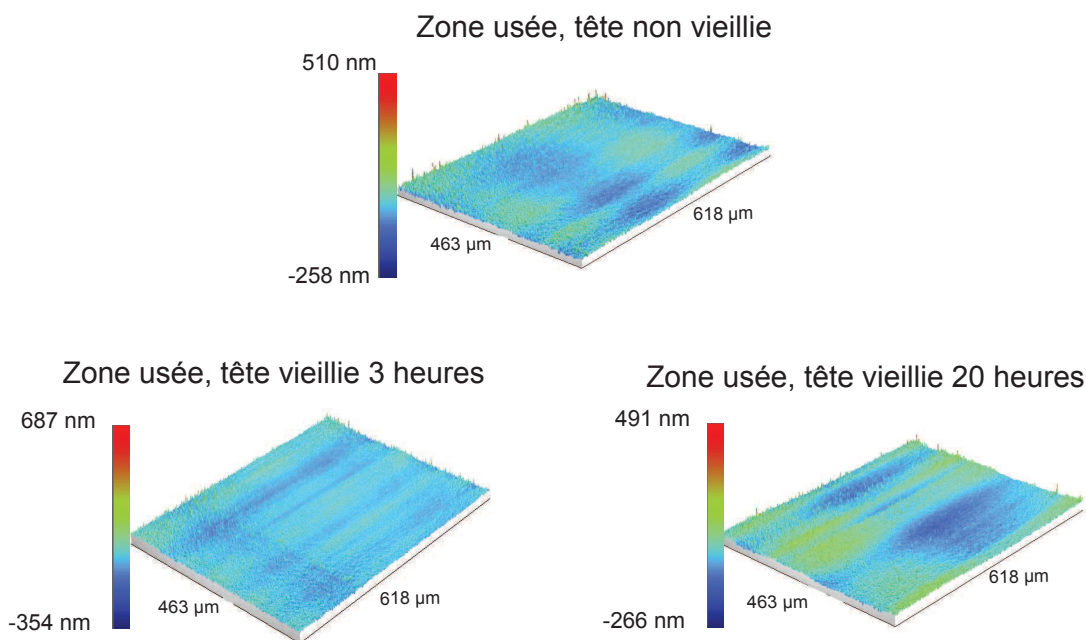 Zone usée, tête non vieillie
510 nm
618 µm
463 µm
-258 nm
Zone usée, tête vieillie 3 heures
687 nm
463 µm
618 µm
-354 nm
Zone usée, tête vieillie 20 heures
491 nm
618 µm
463 µm
-266 nm